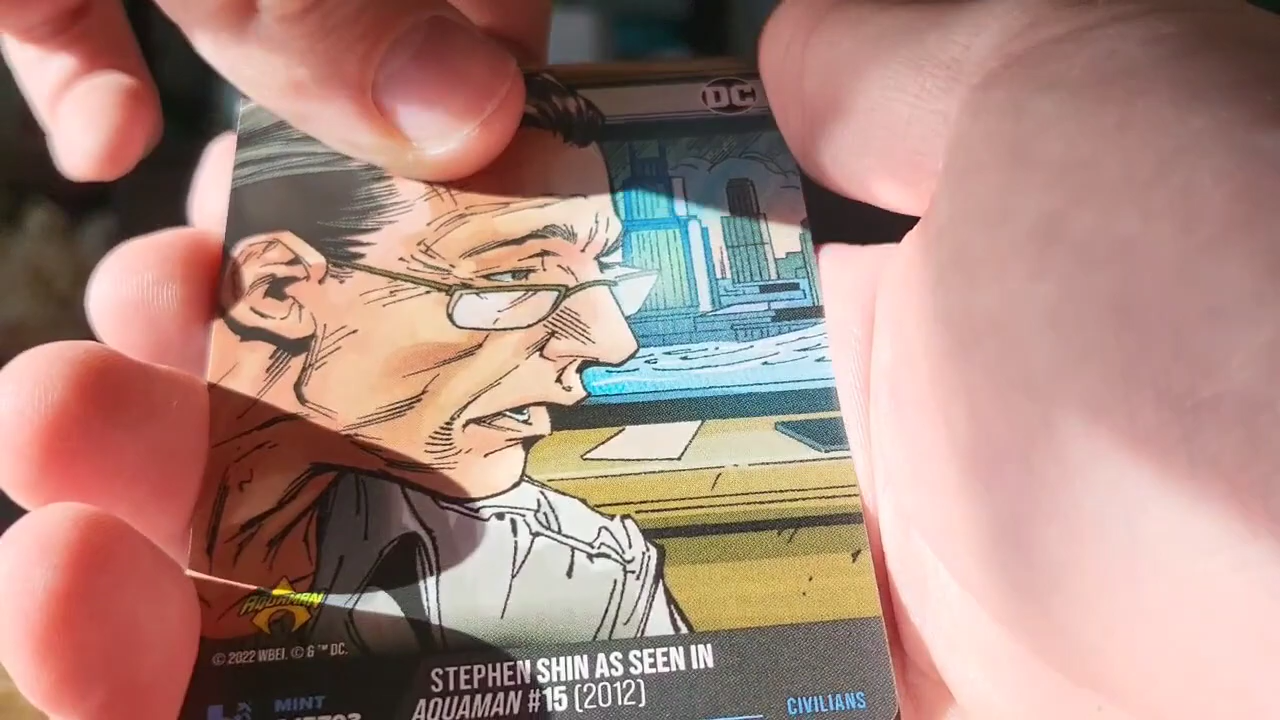 DC
AQUAMAN
© 2022 WBEI. © & ™ DC.
STEPHEN SHIN AS SEEN IN
AQUAMAN #15 (2012)
MINT
CIVILIANS